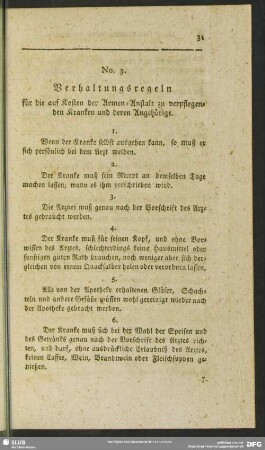 31
No. 3.
Verhaltungsregeln
für die auf Kosten der Armen-Anstalt zu verpflegen-
den Kranken und deren Angehörige.
1.
Wenn der Kranke selbst ausgehen kann, so muß er
sich persönlich bei dem Arzt melden.
2.
Der Kranke muß sein Recept an demselben Tage
machen lassen, wann es ihm verschrieben wird.
3.
Die Arznei muß genau nach der Vorschrift des Arz-
tes gebraucht werden.
4.
Der Kranke muß für seinen Kopf, und ohne Vor-
wissen des Arztes, schlechterdings keine Hausmittel oder
sonstigen guten Rath brauchen, noch weniger aber sich der-
gleichen von einem Quacksalber holen oder verordnen lassen.
5.
Alle von der Apotheke erhaltenen Gläser, Schach-
teln und andere Gefäße müssen wohl gereinigt wieder nach
der Apotheke gebracht werden.
6.
Der Kranke muß sich bei der Wahl der Speisen und
des Getränks genau nach der Vorschrift des Arztes rich-
ten, und darf, ohne ausdrückliche Erlaubniß des Arztes,
keinen Caffee, Wein, Brantwein oder Fleischsuppen ge-
nießen.
7.
SLUB
DFG